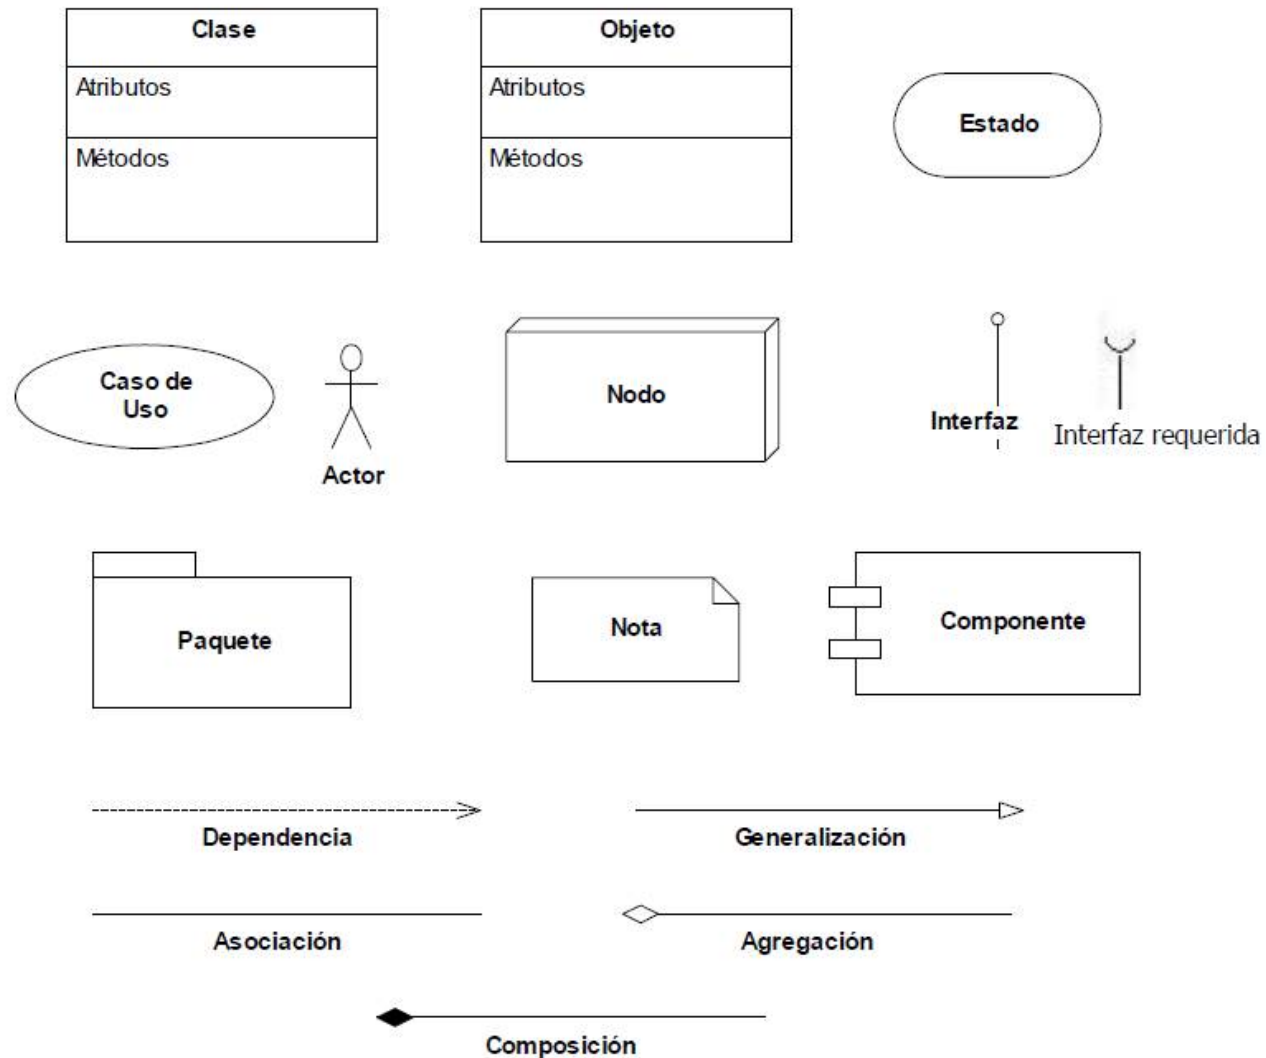 Clase
Atributos
Métodos
Objeto
Atributos
Métodos
Estado
Caso de
Uso
Actor
Nodo
Interfaz
Interfaz requerida
Paquete
Nota
Componente
Dependencia
Generalización
Asociación
Agregación
Composición